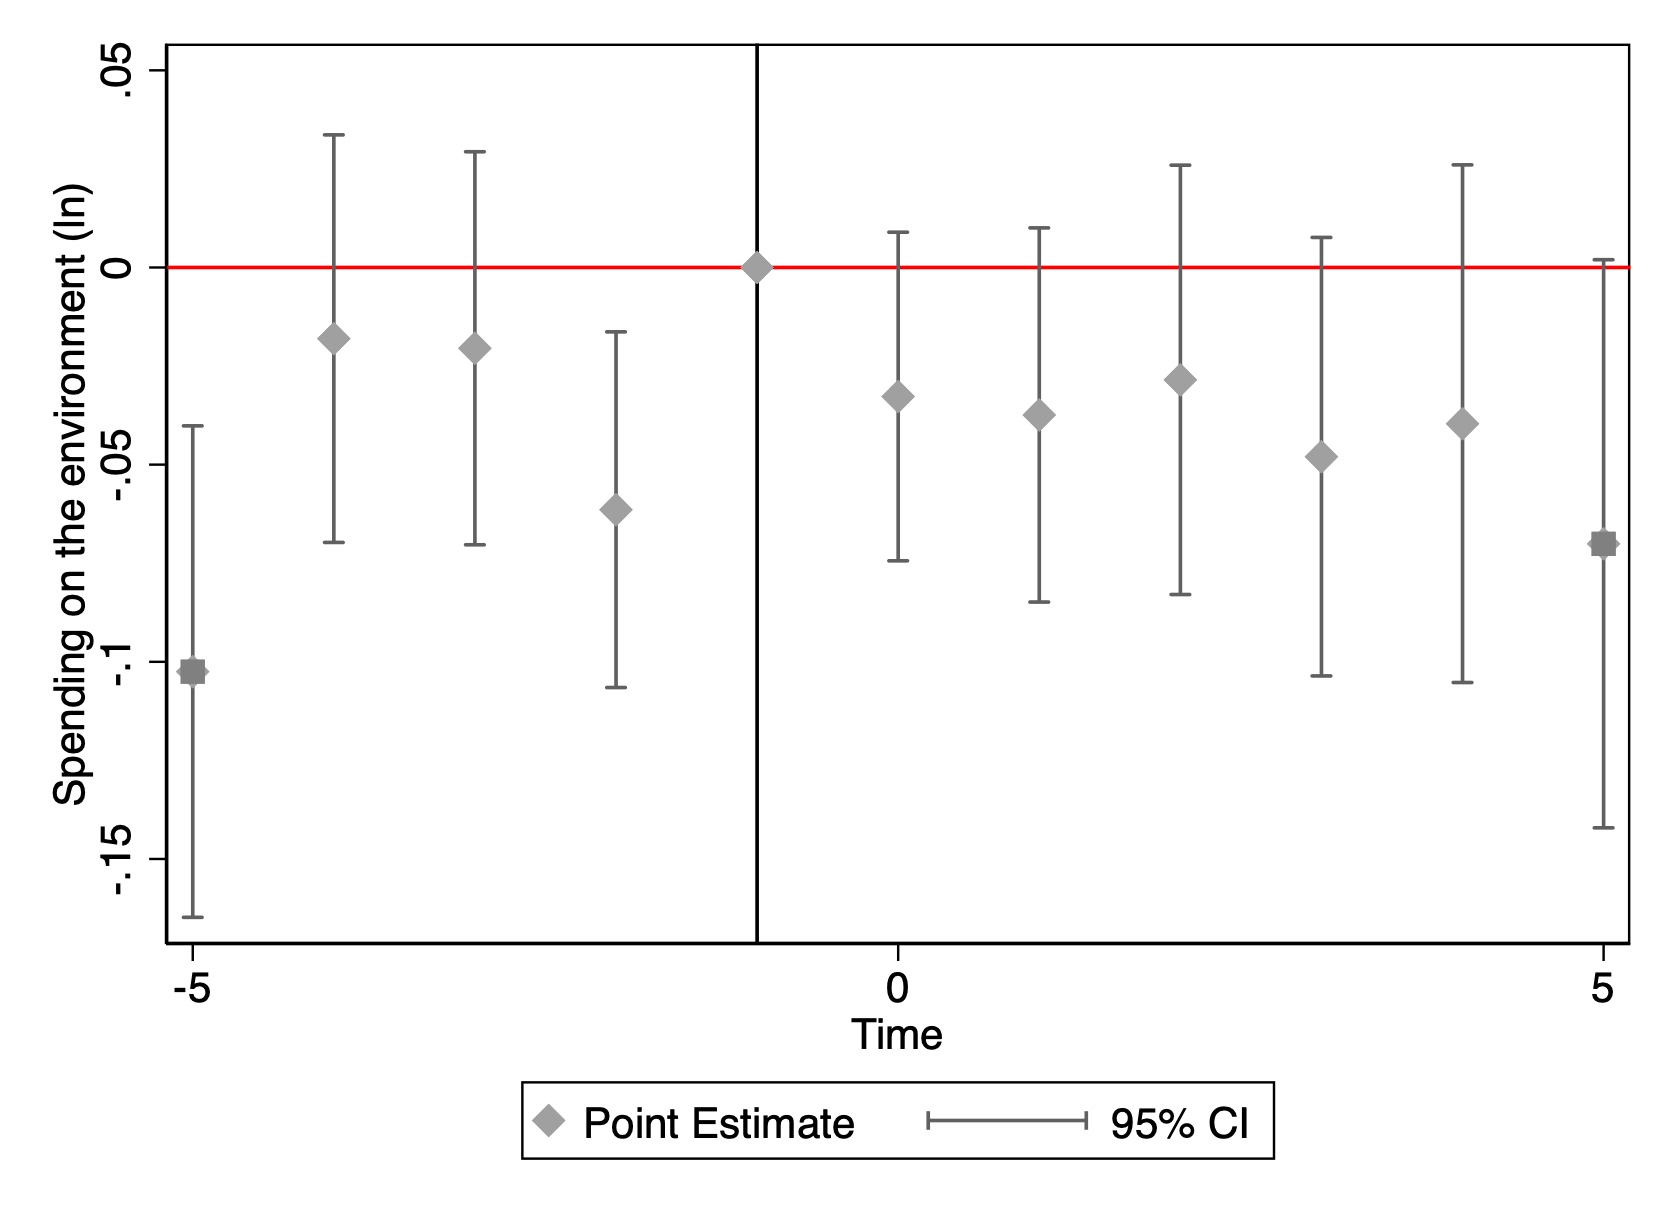 Spending on the environment (ln)
.05
0
-.05
-.1
-.15
-5
0
5
Time
Point Estimate
95% CI